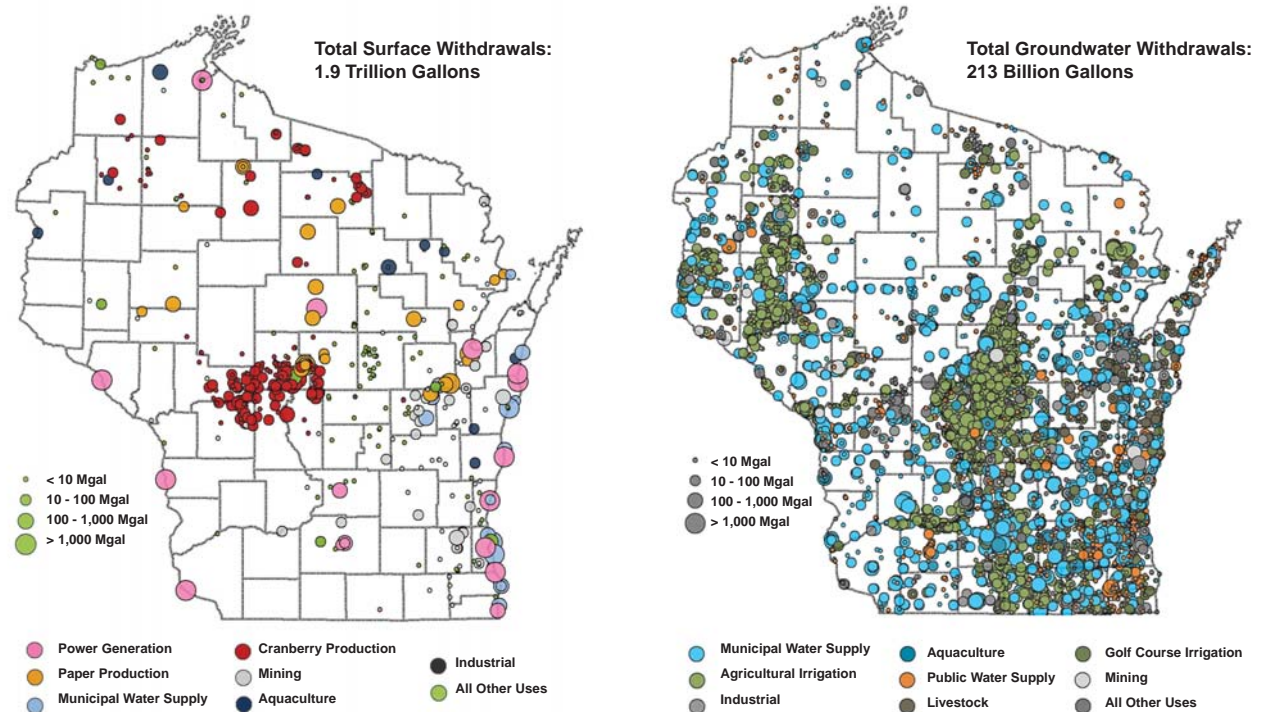 Total Surface Withdrawals:
1.9 Trillion Gallons
< 10 Mgal
10 - 100 Mgal
100 - 1,000 Mgal
> 1,000 Mgal
Power Generation
Paper Production
Municipal Water Supply
Cranberry Production
Mining
Aquaculture
Industrial
All Other Uses
Total Groundwater Withdrawals:
213 Billion Gallons
< 10 Mgal
10 - 100 Mgal
100 - 1,000 Mgal
> 1,000 Mgal
Municipal Water Supply
Agricultural Irrigation
Industrial
Aquaculture
Public Water Supply
Livestock
Golf Course Irrigation
Mining
All Other Uses